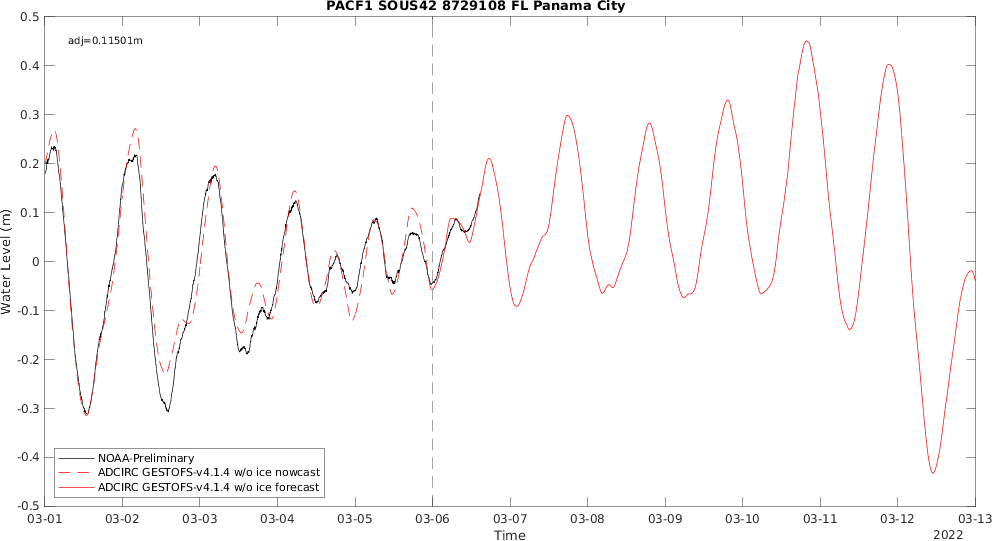 PACF1 SOUS42 8729108 FL Panama City
adj=0.11501m
0.5
0.4
0.3
0.2
0.1
0
-0.1
-0.2
-0.3
-0.4
-0.5
Water Level (m)
NOAA-Preliminary
ADCIRC GESTOFS-v4.1.4 w/o ice nowcast
ADCIRC GESTOFS-v4.1.4 w/o ice forecast
03-01 03-02 03-03 03-04 03-05 03-06 03-07 03-08 03-09 03-10 03-11 03-12 03-13
Time
2022